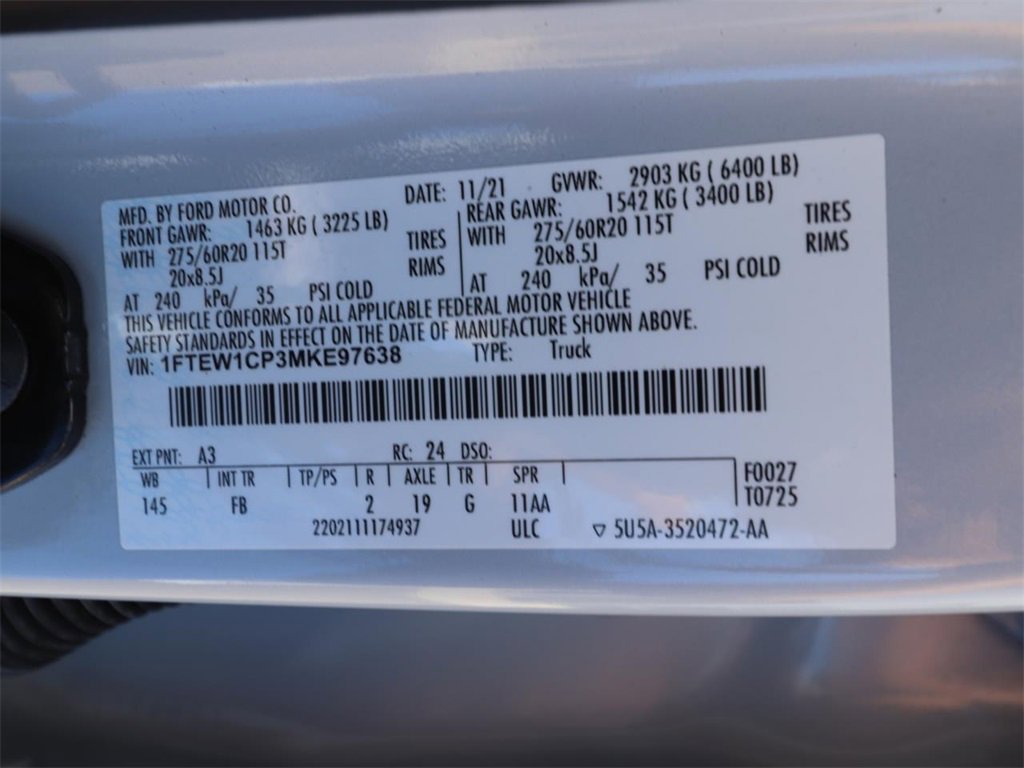 MFD. BY FORD MOTOR CO. DATE: 11/21 GVWR: 2903 KG ( 6400 LB)
FRONT GAWR: 1463 KG ( 3225 LB) REAR GAWR: 1542 KG ( 3400 LB)
WITH 275/60R20 115T TIRES WITH 275/60R20 115T TIRES
20x8.5J RIMS 20x8.5J RIMS
AT 240 kPa/ 35 PSI COLD AT 240 kPa/ 35 PSI COLD
THIS VEHICLE CONFORMS TO ALL APPLICABLE FEDERAL MOTOR VEHICLE
SAFETY STANDARDS IN EFFECT ON THE DATE OF MANUFACTURE SHOWN ABOVE.
VIN: 1FTEW1CP3MKE97638 TYPE: Truck
EXT PNT: A3 RC: 24 DSO:
WB INT TR TP/PS R AXLE TR SPR F0027
145 FB 2 19 G 11AA T0725
2202111174937 ULC ▽ 5U5A-3520472-AA